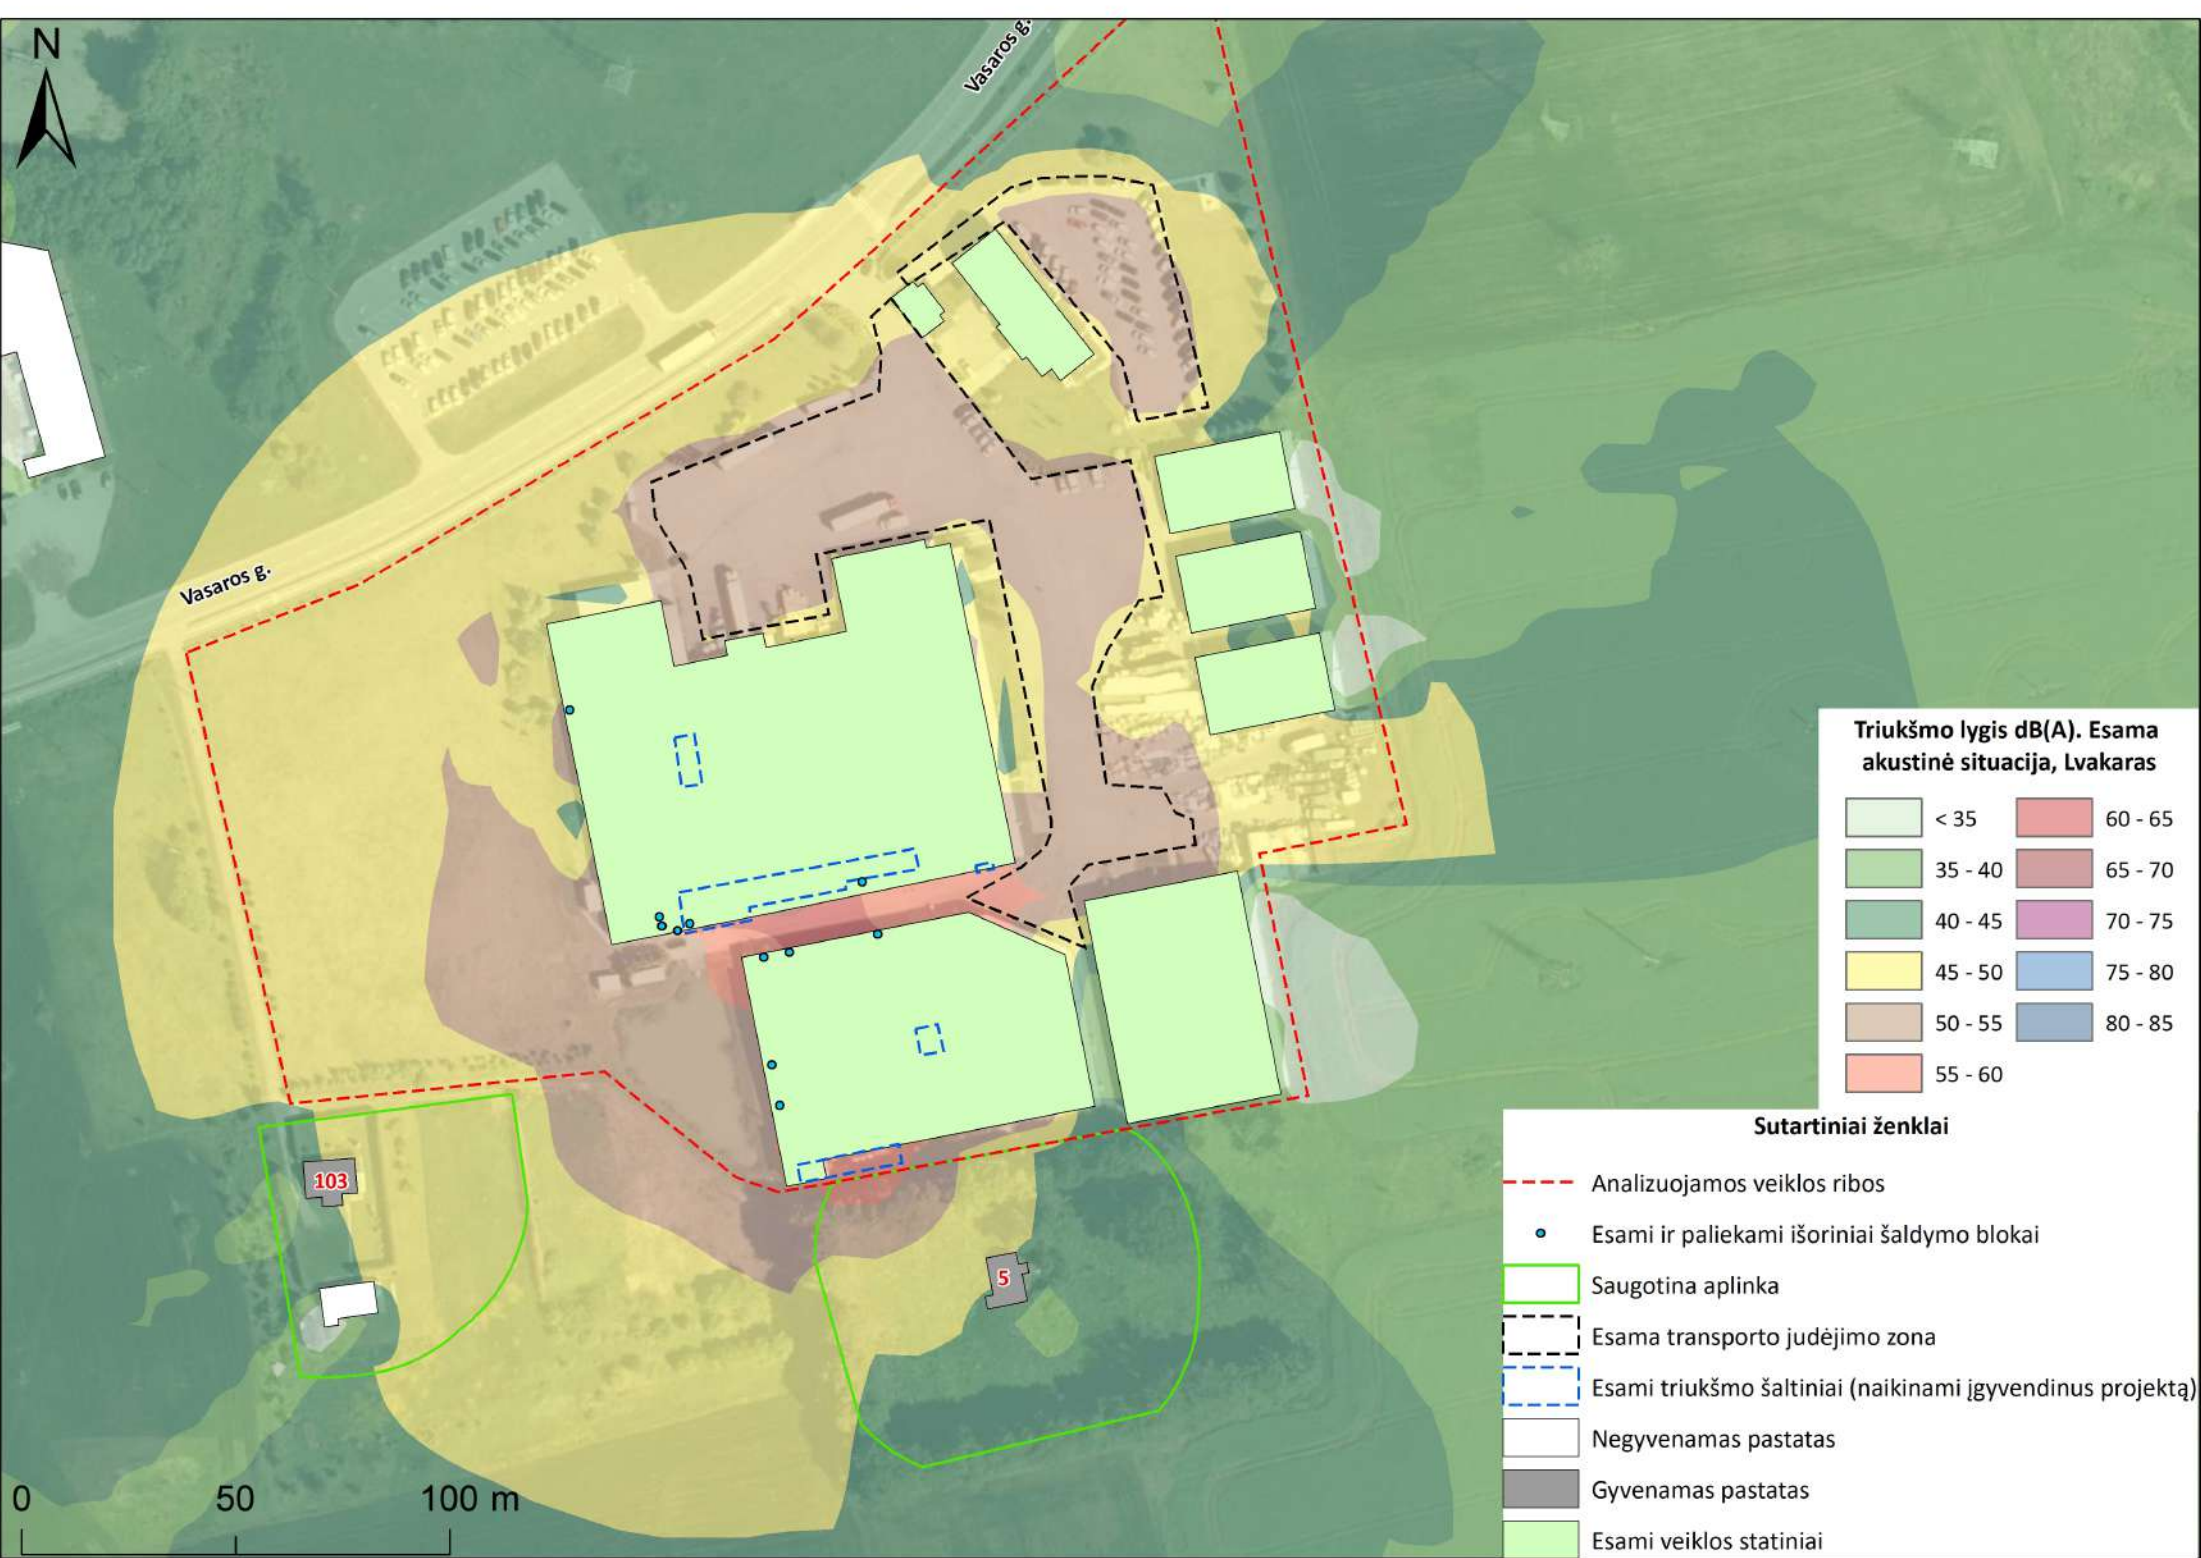 N
Vasaros g.
Vasaros g.
103
5
0 50 100 m
Triukšmo lygis dB(A). Esama
akustinė situacija, Lvakaras
< 35
35 - 40
40 - 45
45 - 50
50 - 55
55 - 60
60 - 65
65 - 70
70 - 75
75 - 80
80 - 85
Sutartiniai ženklai
Analizuojamos veiklos ribos
Esami ir paliekami išoriniai šaldymo blokai
Saugotina aplinka
Esama transporto judėjimo zona
Esami triukšmo šaltiniai (naikinami įgyvendinus projektą)
Negyvenamas pastatas
Gyvenamas pastatas
Esami veiklos statiniai